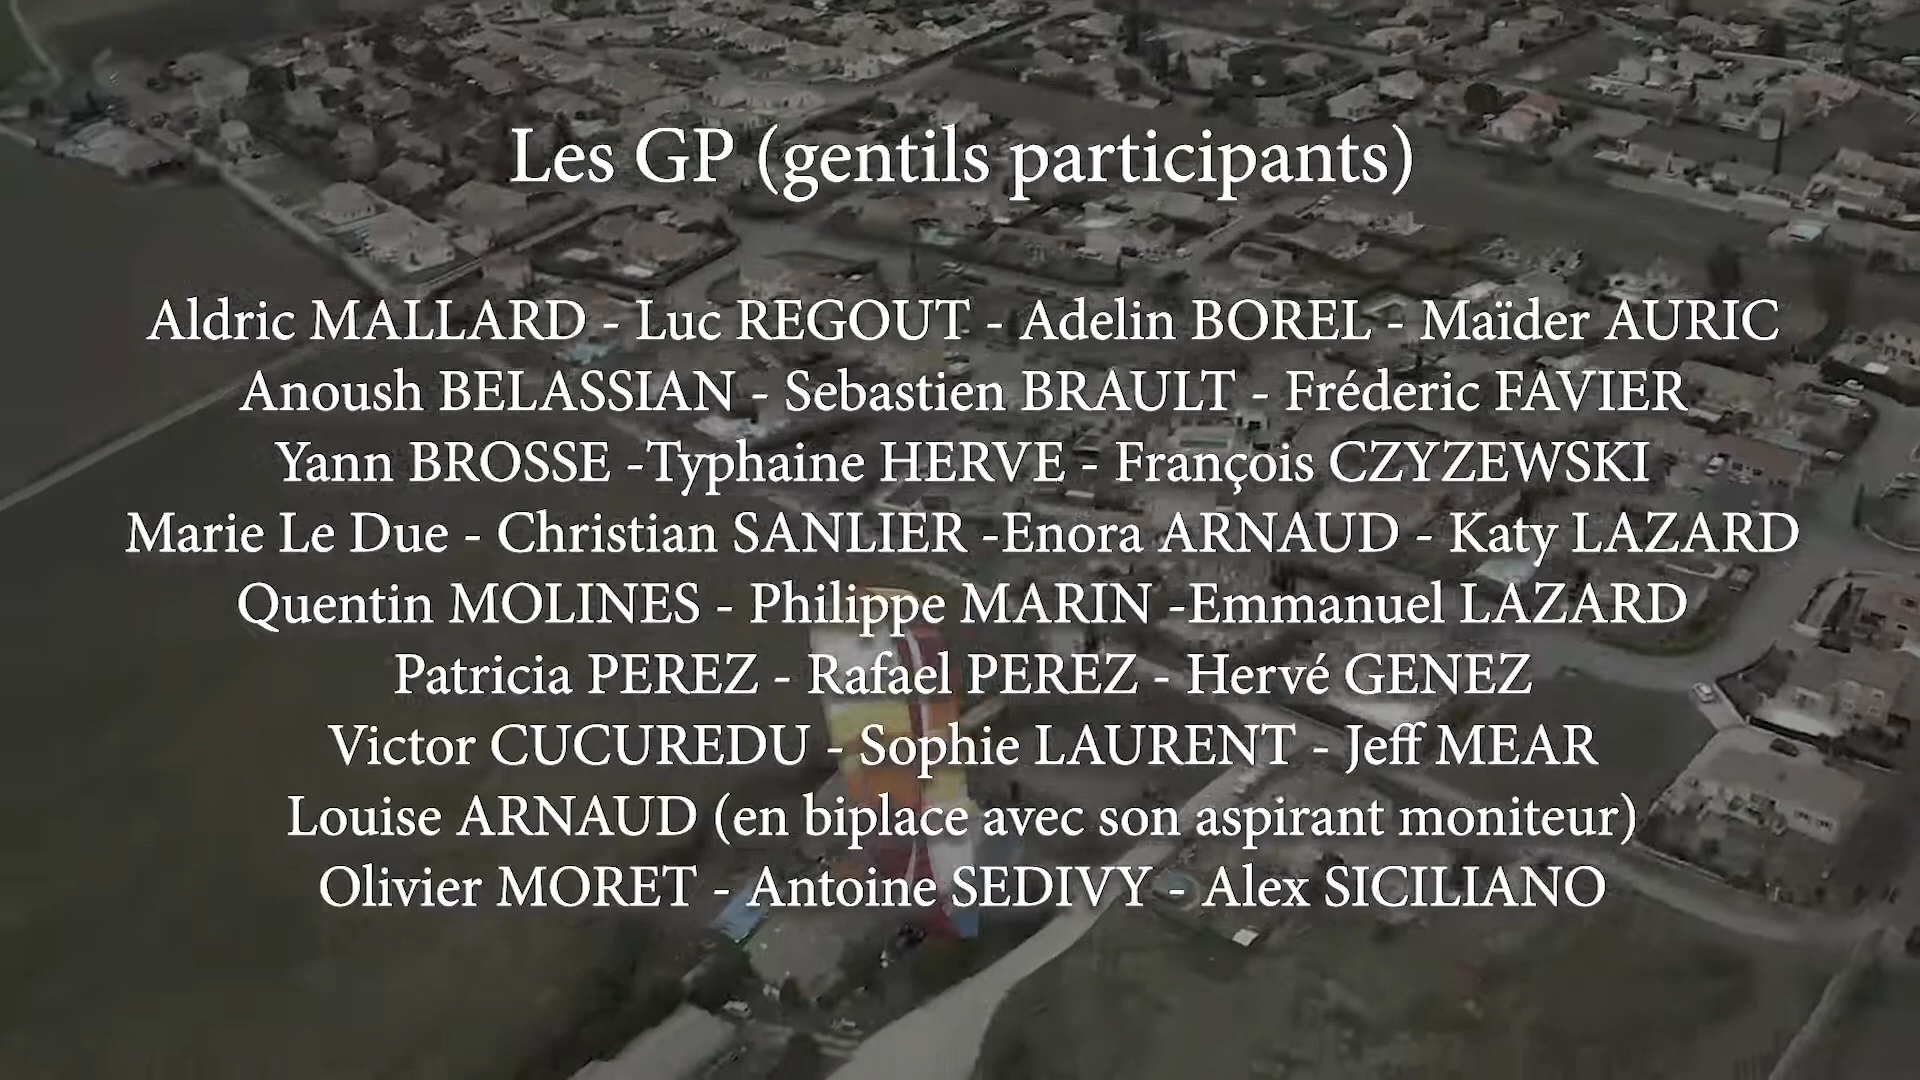 Les GP (gentils participants)
Aldric MALLARD - Luc REGOUT - Adelin BOREL - Maïder AURIC
Anoush BELASSIAN - Sebastien BRAULT - Fréderic FAVIER
Yann BROSSE -Typhaine HERVE - François CZYZEWSKI
Marie Le Due - Christian SANLIER -Enora ARNAUD - Katy LAZARD
Quentin MOLINES - Philippe MARIN -Emmanuel LAZARD
Patricia PEREZ - Rafael PEREZ - Hervé GENEZ
Victor CUCUREDU - Sophie LAURENT - Jeff MEAR
Louise ARNAUD (en biplace avec son aspirant moniteur)
Olivier MORET - Antoine SEDIVY - Alex SICILIANO